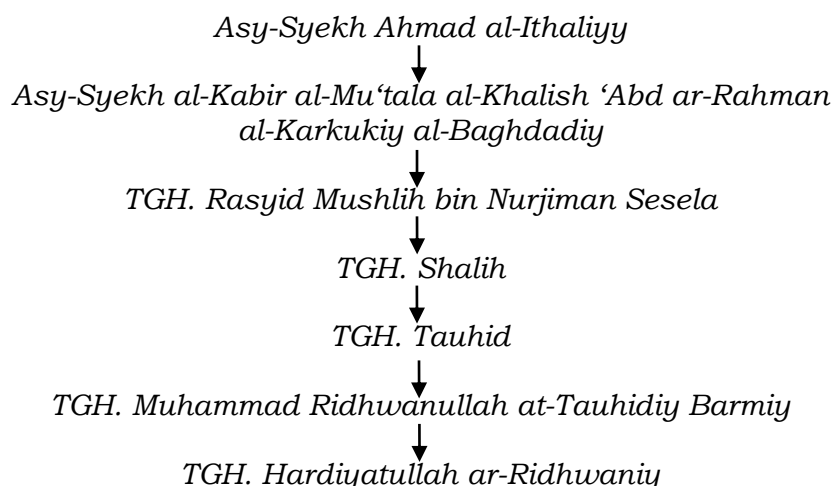 Asy-Syekh Ahmad al-Ithaliyy
Asy-Syekh al-Kabir al-Mu‘tala al-Khalish ‘Abd ar-Rahman
al-Karkukiy al-Baghdadiy
TGH. Rasyid Mushlih bin Nurjiman Sesela
TGH. Shalih
TGH. Tauhid
TGH. Muhammad Ridhwanullah at-Tauhidiy Barmiy
TGH. Hardiyatullah ar-Ridhwaniy